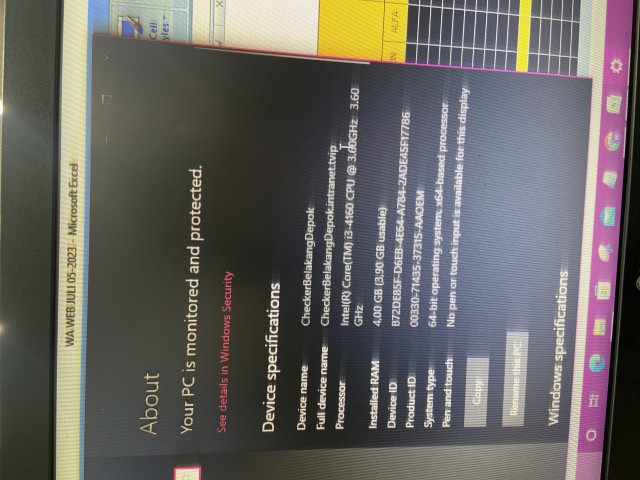 WA WEB JULI 05-2023 - Microsoft Excel
Cell
ALFA
About
Your PC is monitored and protected.
See details in Windows Security
Device specifications
Device name CheckerBelakangDepok
Full device name CheckerBelakangDepok.intranet.tvip
Processor Intel(R) Core(TM) i3-4160 CPU @ 3.60GHz 3.60
GHz
Installed RAM 4.00 GB (3.90 GB usable)
Device ID B72DE85F-D6EB-4E64-A784-2ADE45F17786
Product ID 00330-71435-37315-AAOEM
System type 64-bit operating system, x64-based processor
Pen and touch No pen or touch input is available for this display
Copy
Rename this PC
Windows specifications